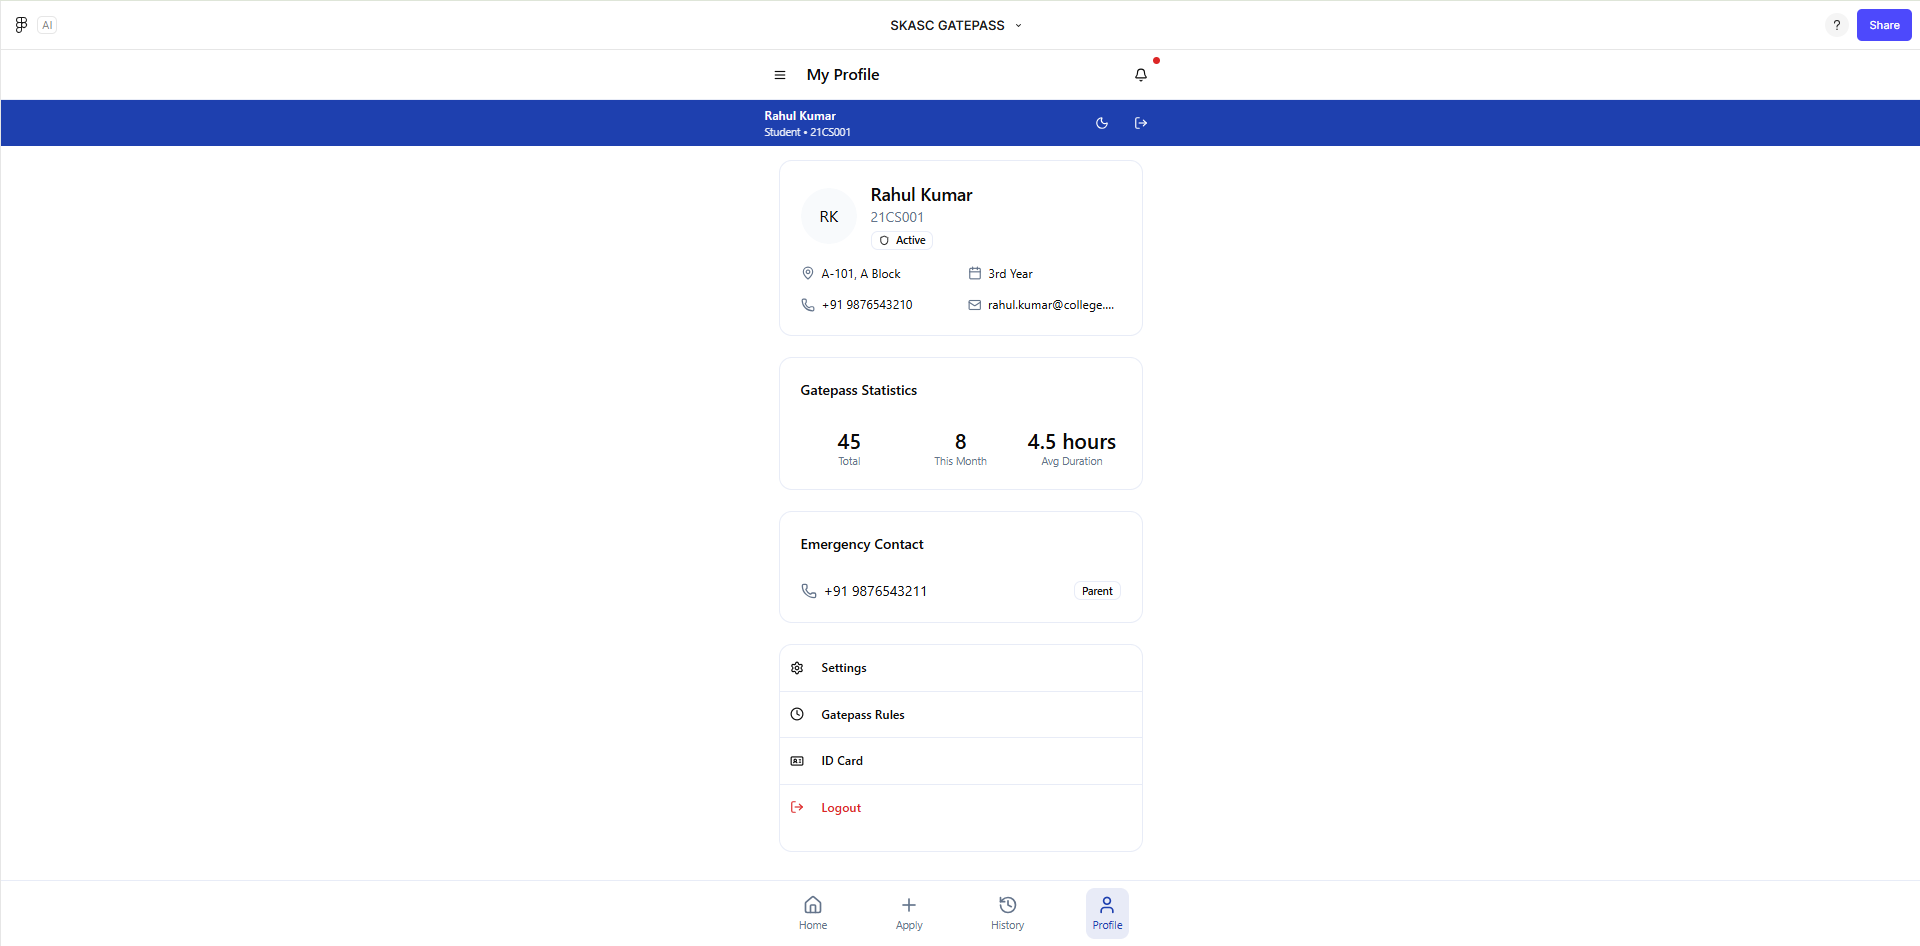 AI
SKASC GATEPASS
?
Share
My Profile
Rahul Kumar
Student • 21CS001
RK
Rahul Kumar
21CS001
Active
A-101, A Block
3rd Year
+91 9876543210
rahul.kumar@college....
Gatepass Statistics
45
Total
8
This Month
4.5 hours
Avg Duration
Emergency Contact
+91 9876543211
Parent
Settings
Gatepass Rules
ID Card
Logout
Home
Apply
History
Profile